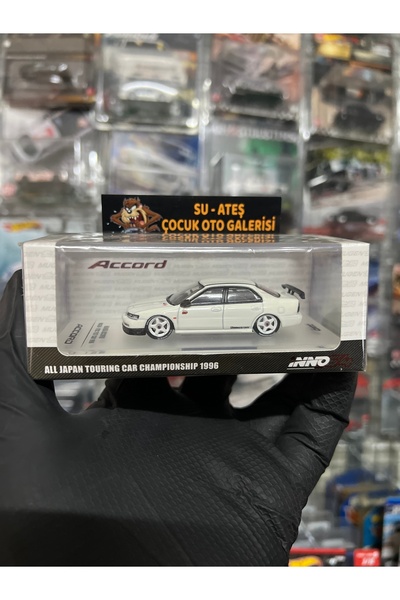 SU - ATEŞ
ÇOCUK OTO GALERİSİ
Accord
ALL JAPAN TOURING CAR CHAMPIONSHIP 1996
INNO